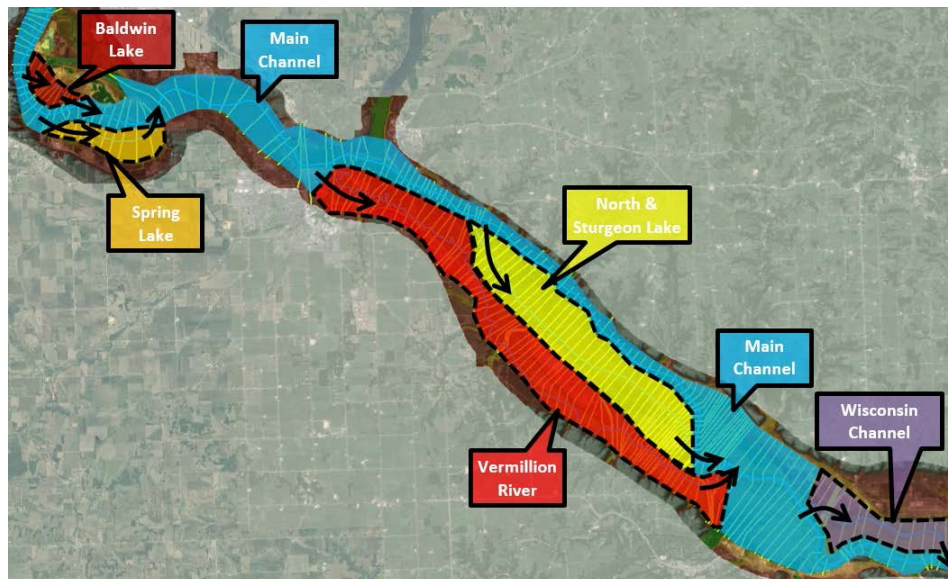 Baldwin
Lake
Main
Channel
Spring
Lake
North &
Sturgeon Lake
Main
Channel
Wisconsin
Channel
Vermillion
River